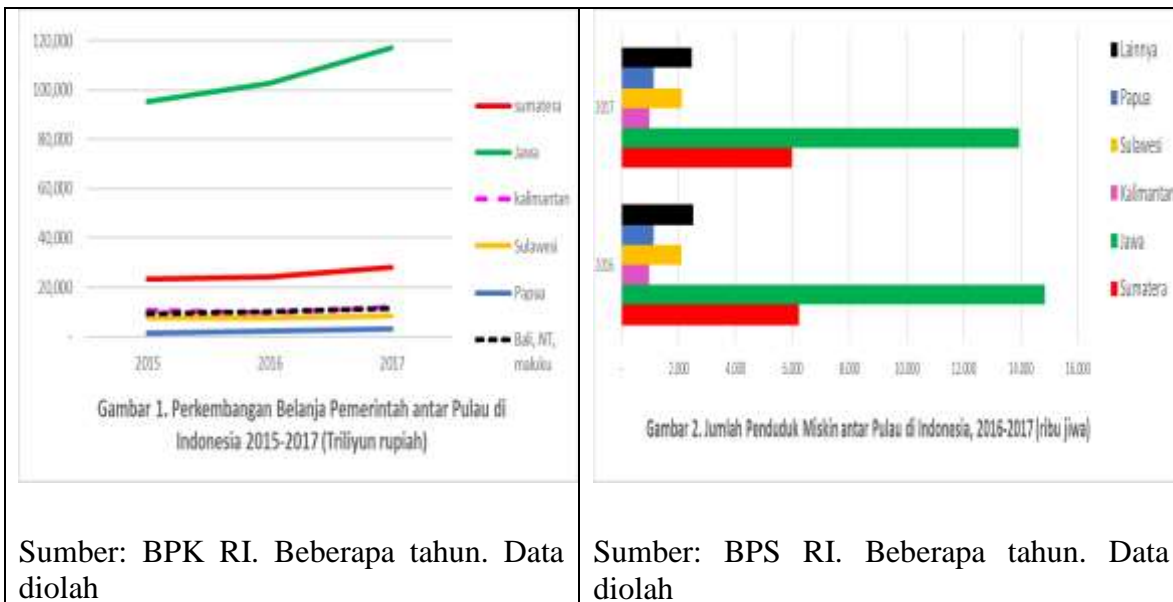 120,000
100,000
80,000
60,000
40,000
20,000
-
2015
2016
2017
sumatera
Jawa
kalimantan
Sulawesi
Papua
Bali, NT,
maluku
Gambar 1. Perkembangan Belanja Pemerintah antar Pulau di
Indonesia 2015-2017 (Triliyun rupiah)
Sumber: BPK RI. Beberapa tahun. Data
diolah
2017
2016
-
2.000
4.000
6.000
8.000
10.000
12.000
14.000
16.000
Lainnya
Papua
Sulawesi
Kalimantan
Jawa
Sumatera
Gambar 2. Jumlah Penduduk Miskin antar Pulau di Indonesia, 2016-2017 (ribu jiwa)
Sumber: BPS RI. Beberapa tahun. Data
diolah